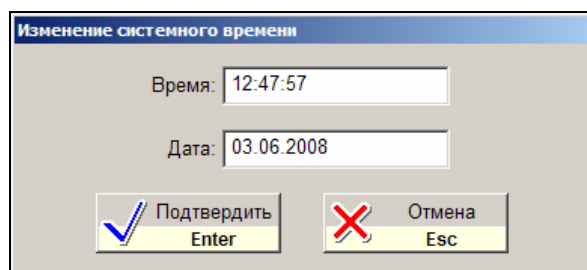 Изменение системного времени
Время: 12:47:57
Дата: 03.06.2008
Подтвердить Отмена
Enter Esc